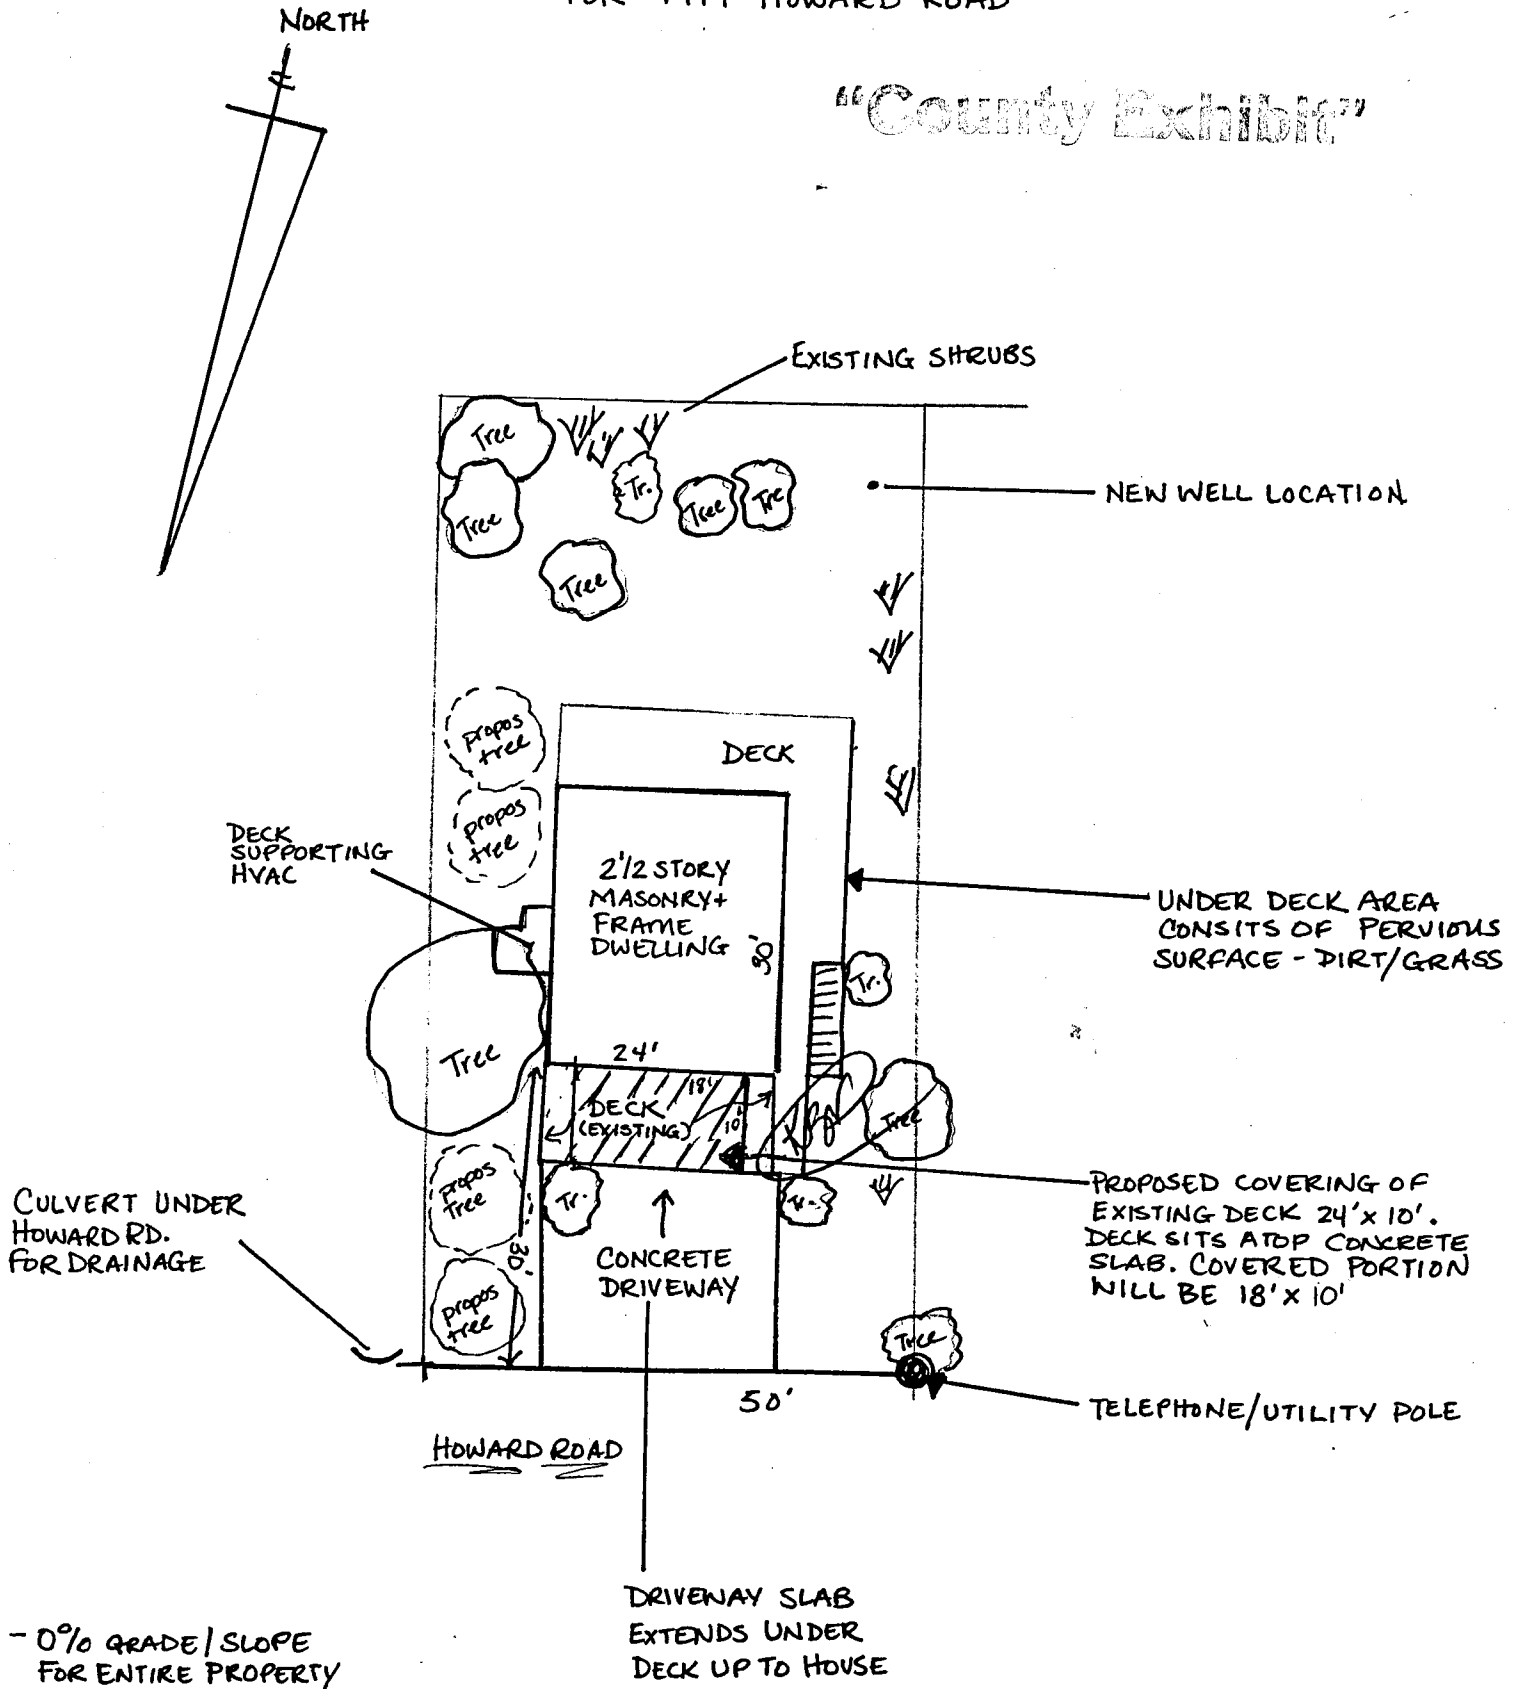 HOWARD ROAD
NORTH
"County Exhibit"
EXISTING SHRUBS
Tree
Tree
Tr.
Tree
Tre
NEW WELL LOCATION
Tree
propos
tree
DECK
propos
tree
DECK
SUPPORTING
HVAC
2 1/2 STORY
MASONRY+
FRAME
DWELLING
30'
UNDER DECK AREA
CONSITS OF PERVIOUS
SURFACE - DIRT/GRASS
Tr.
Tree
24'
18'
DECK
(EXISTING)
10'
Tree
propos
tree
Tr.
Tr.
PROPOSED COVERING OF
EXISTING DECK 24' x 10'.
DECK SITS ATOP CONCRETE
SLAB. COVERED PORTION
WILL BE 18' x 10'
CULVERT UNDER
HOWARD RD.
FOR DRAINAGE
30'
CONCRETE
DRIVEWAY
propos
tree
Tree
50'
TELEPHONE/UTILITY POLE
HOWARD ROAD
DRIVEWAY SLAB
EXTENDS UNDER
DECK UP TO HOUSE
- 0% GRADE/SLOPE
FOR ENTIRE PROPERTY